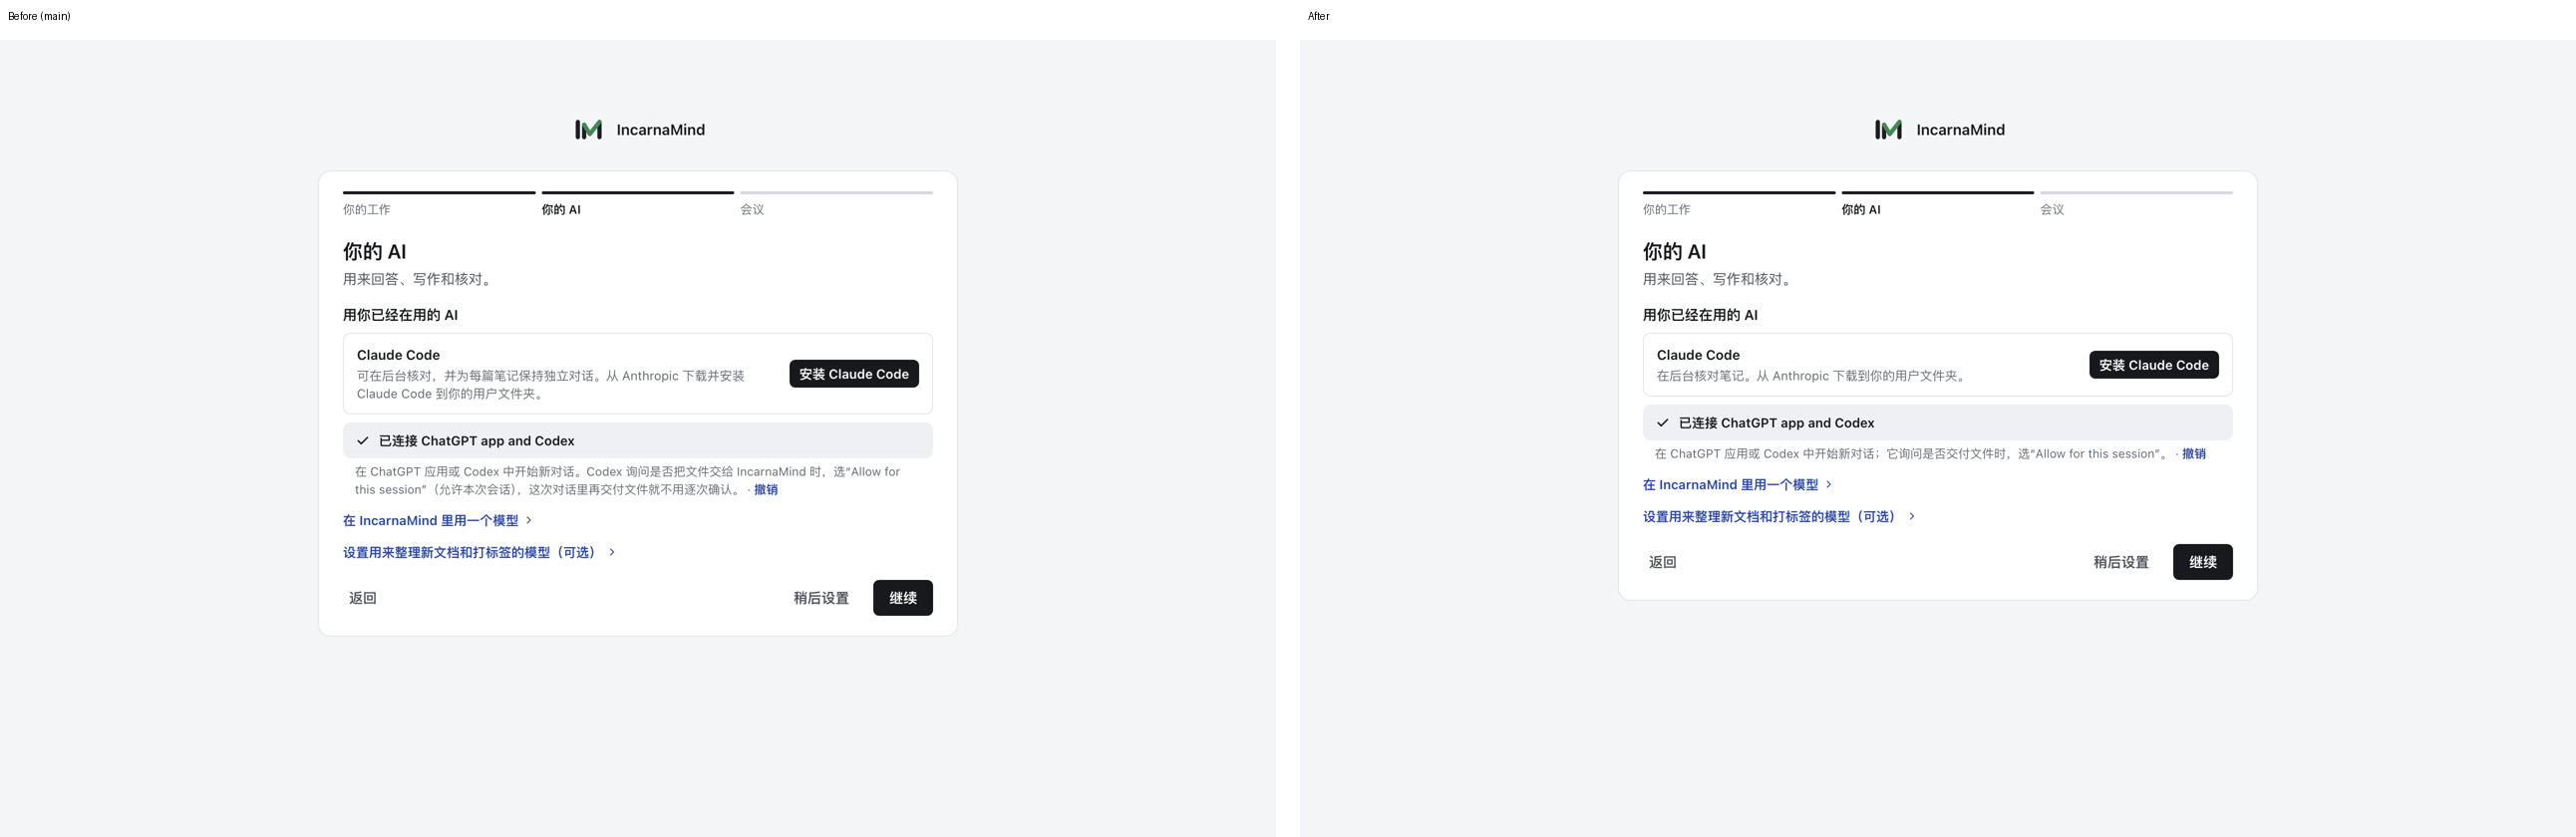 Before (main)
IncarnaMind
你的工作
你的 AI
会议
你的 AI
用来回答、写作和核对。
用你已经在用的 AI
Claude Code
可在后台核对，并为每篇笔记保持独立对话。从 Anthropic 下载并安装
Claude Code 到你的用户文件夹。
安装 Claude Code
已连接 ChatGPT app and Codex
在 ChatGPT 应用或 Codex 中开始新对话。Codex 询问是否把文件交给 IncarnaMind 时，选“Allow for
this session”（允许本次会话），这次对话里再交付文件就不用逐次确认。 · 撤销
在 IncarnaMind 里用一个模型
设置用来整理新文档和打标签的模型（可选）
返回
稍后设置
继续
After
IncarnaMind
你的工作
你的 AI
会议
你的 AI
用来回答、写作和核对。
用你已经在用的 AI
Claude Code
在后台核对笔记。从 Anthropic 下载到你的用户文件夹。
安装 Claude Code
已连接 ChatGPT app and Codex
在 ChatGPT 应用或 Codex 中开始新对话；它询问是否交付文件时，选“Allow for this session”。 · 撤销
在 IncarnaMind 里用一个模型
设置用来整理新文档和打标签的模型（可选）
返回
稍后设置
继续